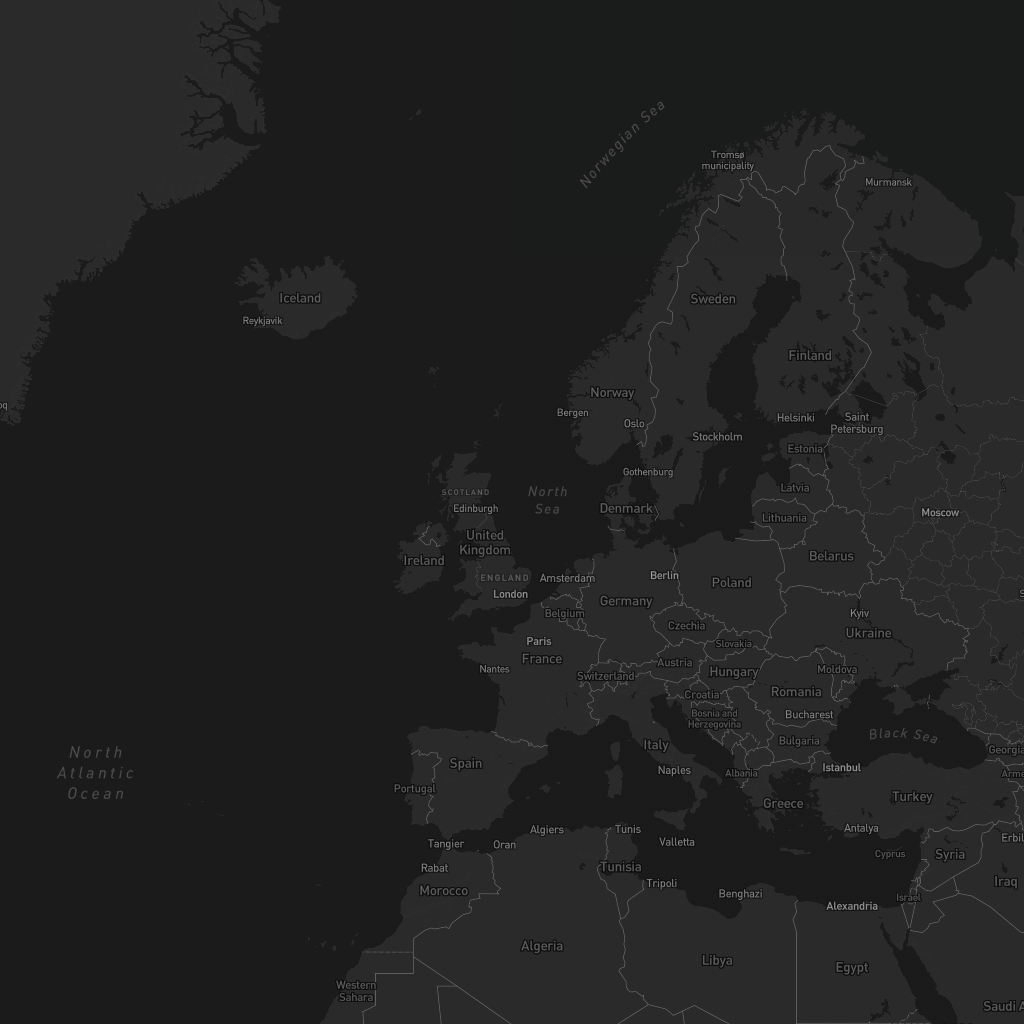 Norwegian Sea
Tromsø
municipality
Murmansk
Iceland
Reykjavik
Sweden
Finland
Norway
Bergen
Oslo
Helsinki
Saint
Petersburg
Stockholm
Estonia
Gothenburg
Latvia
SCOTLAND
Edinburgh
North
Sea
Denmark
Lithuania
Moscow
United
Kingdom
Ireland
Belarus
ENGLAND
London
Amsterdam
Berlin
Poland
Germany
Belgium
Kyiv
Ukraine
Czechia
Paris
France
Slovakia
Nantes
Austria
Switzerland
Hungary
Moldova
Croatia
Romania
Bosnia and
Herzegovina
Bucharest
Black Sea
Bulgaria
Italy
Georgia
North
Atlantic
Ocean
Spain
Naples
Albania
Istanbul
Arme
Portugal
Greece
Turkey
Tangier
Oran
Algiers
Tunis
Valletta
Antalya
Cyprus
Syria
Erbil
Rabat
Morocco
Tunisia
Tripoli
Benghazi
Alexandria
Israel
Iraq
Algeria
Libya
Egypt
Western
Sahara
Saudi A